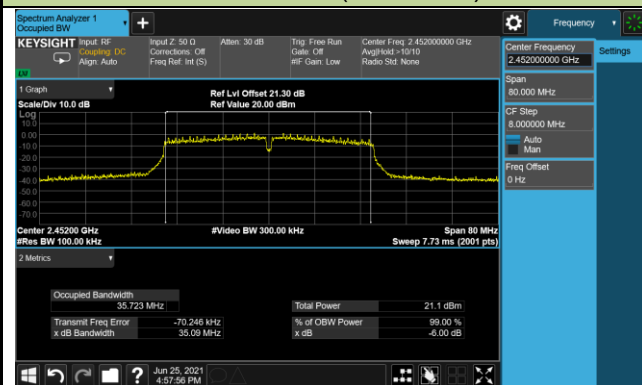 Spectrum Analyzer 1
Occupied BW
Frequency
KEYSIGHT Input: RF
Coupling: DC
Align: Auto
Input Z: 50 Ω
Corrections: Off
Freq Ref: Int (S)
Atten: 30 dB
Trig: Free Run
Gate: Off
#IF Gain: Low
Center Freq: 2.452000000 GHz
Avg|Hold:>10/10
Radio Std: None
LW
Center Frequency
2.452000000 GHz
Settings
Span
80.000 MHz
CF Step
8.000000 MHz
Auto
Man
Freq Offset
0 Hz
1 Graph
Scale/Div 10.0 dB
Ref Lvl Offset 21.30 dB
Ref Value 20.00 dBm
Log
10.0
0.00
-10.0
-20.0
-30.0
-40.0
-50.0
-60.0
-70.0
Center 2.45200 GHz
#Res BW 100.00 kHz
#Video BW 300.00 kHz
Span 80 MHz
Sweep 7.73 ms (2001 pts)
2 Metrics
Occupied Bandwidth
35.723 MHz
Total Power 21.1 dBm
Transmit Freq Error -70.246 kHz
% of OBW Power 99.00 %
x dB Bandwidth 35.09 MHz
x dB -6.00 dB
Jun 25, 2021
4:57:56 PM